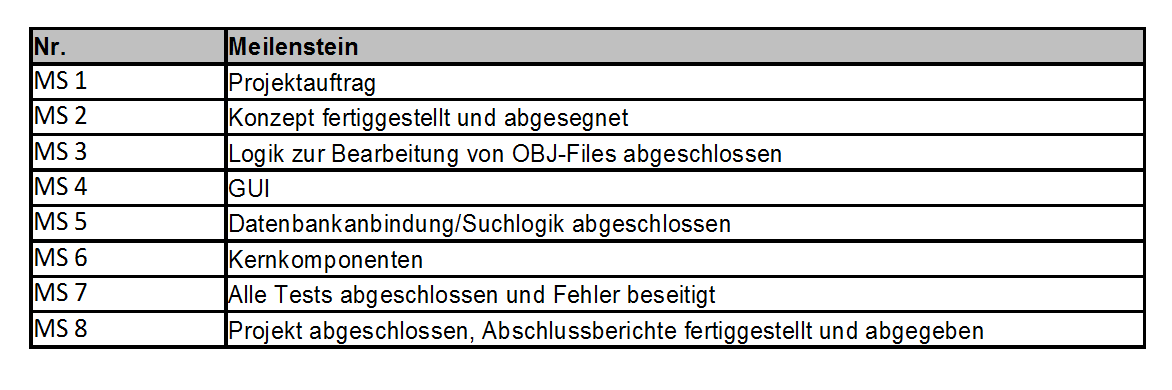 Nr. Meilenstein
MS 1 Projektauftrag
MS 2 Konzept fertiggestellt und abgesegnet
MS 3 Logik zur Bearbeitung von OBJ-Files abgeschlossen
MS 4 GUI
MS 5 Datenbankanbindung/Suchlogik abgeschlossen
MS 6 Kernkomponenten
MS 7 Alle Tests abgeschlossen und Fehler beseitigt
MS 8 Projekt abgeschlossen, Abschlussberichte fertiggestellt und abgegeben